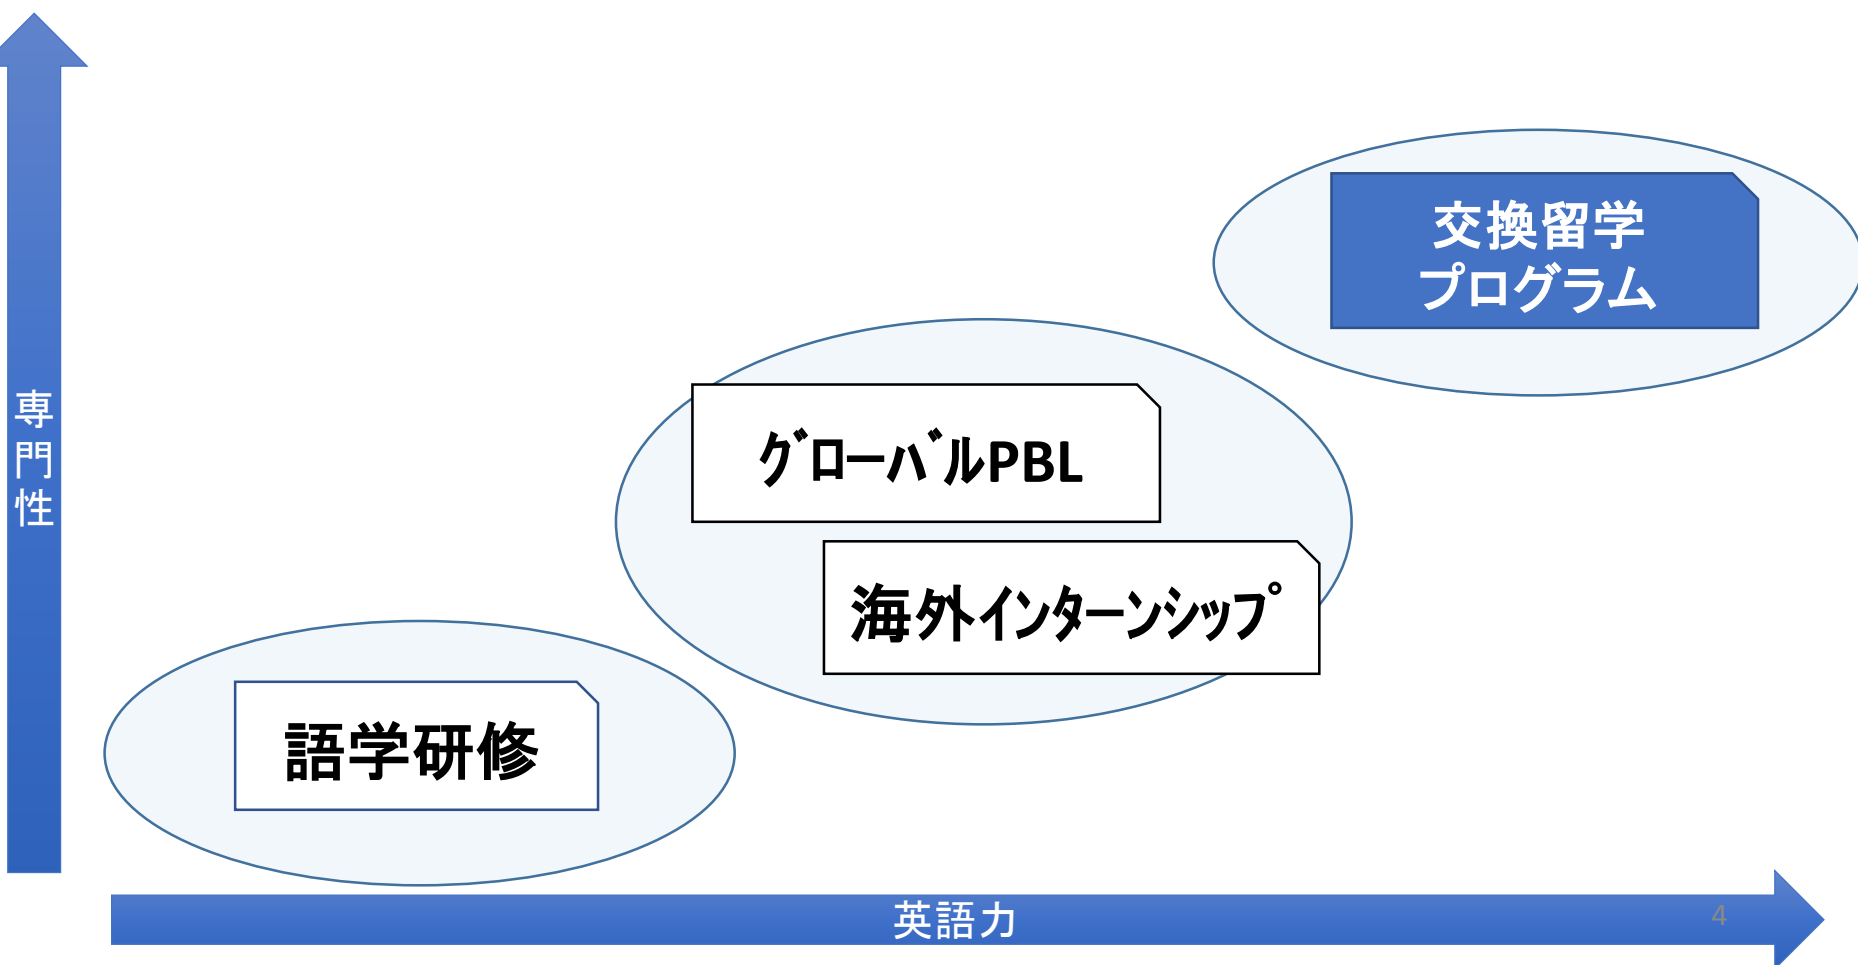 交換留学
プログラム
専門性
グローバルPBL
海外インターンシップ
語学研修
英語力
4